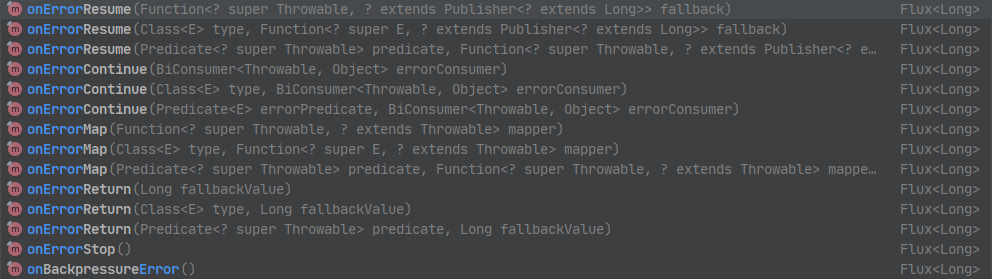 onErrorResume(Function<? super Throwable, ? extends Publisher<? extends Long>> fallback) Flux<Long>
onErrorResume(Class<E> type, Function<? super E, ? extends Publisher<? extends Long>> fallback) Flux<Long>
onErrorResume(Predicate<? super Throwable> predicate, Function<? super Throwable, ? extends Publisher<? e… Flux<Long>
onErrorContinue(BiConsumer<Throwable, Object> errorConsumer) Flux<Long>
onErrorContinue(Class<E> type, BiConsumer<Throwable, Object> errorConsumer) Flux<Long>
onErrorContinue(Predicate<E> errorPredicate, BiConsumer<Throwable, Object> errorConsumer) Flux<Long>
onErrorMap(Function<? super Throwable, ? extends Throwable> mapper) Flux<Long>
onErrorMap(Class<E> type, Function<? super E, ? extends Throwable> mapper) Flux<Long>
onErrorMap(Predicate<? super Throwable> predicate, Function<? super Throwable, ? extends Throwable> mappe… Flux<Long>
onErrorReturn(Long fallbackValue) Flux<Long>
onErrorReturn(Class<E> type, Long fallbackValue) Flux<Long>
onErrorReturn(Predicate<? super Throwable> predicate, Long fallbackValue) Flux<Long>
onErrorStop() Flux<Long>
onBackpressureError() Flux<Long>